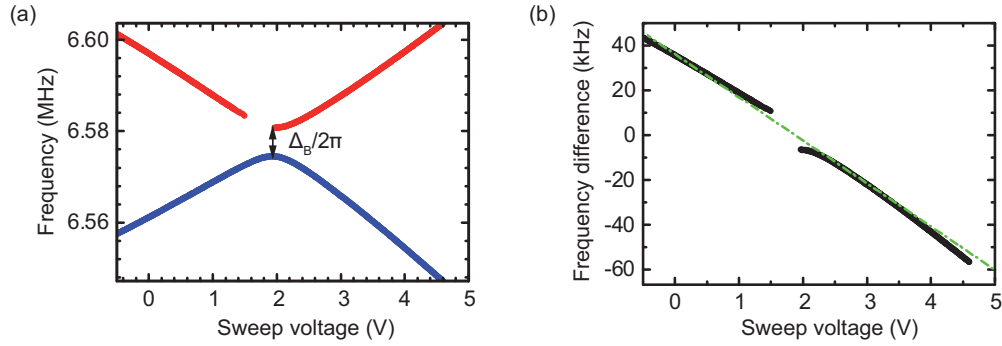 (a)
Frequency (MHz)
6.60
6.58
6.56
Δ_B/2π
0 1 2 3 4 5
Sweep voltage (V)
(b)
Frequency difference (kHz)
40
20
0
-20
-40
-60
0 1 2 3 4 5
Sweep voltage (V)